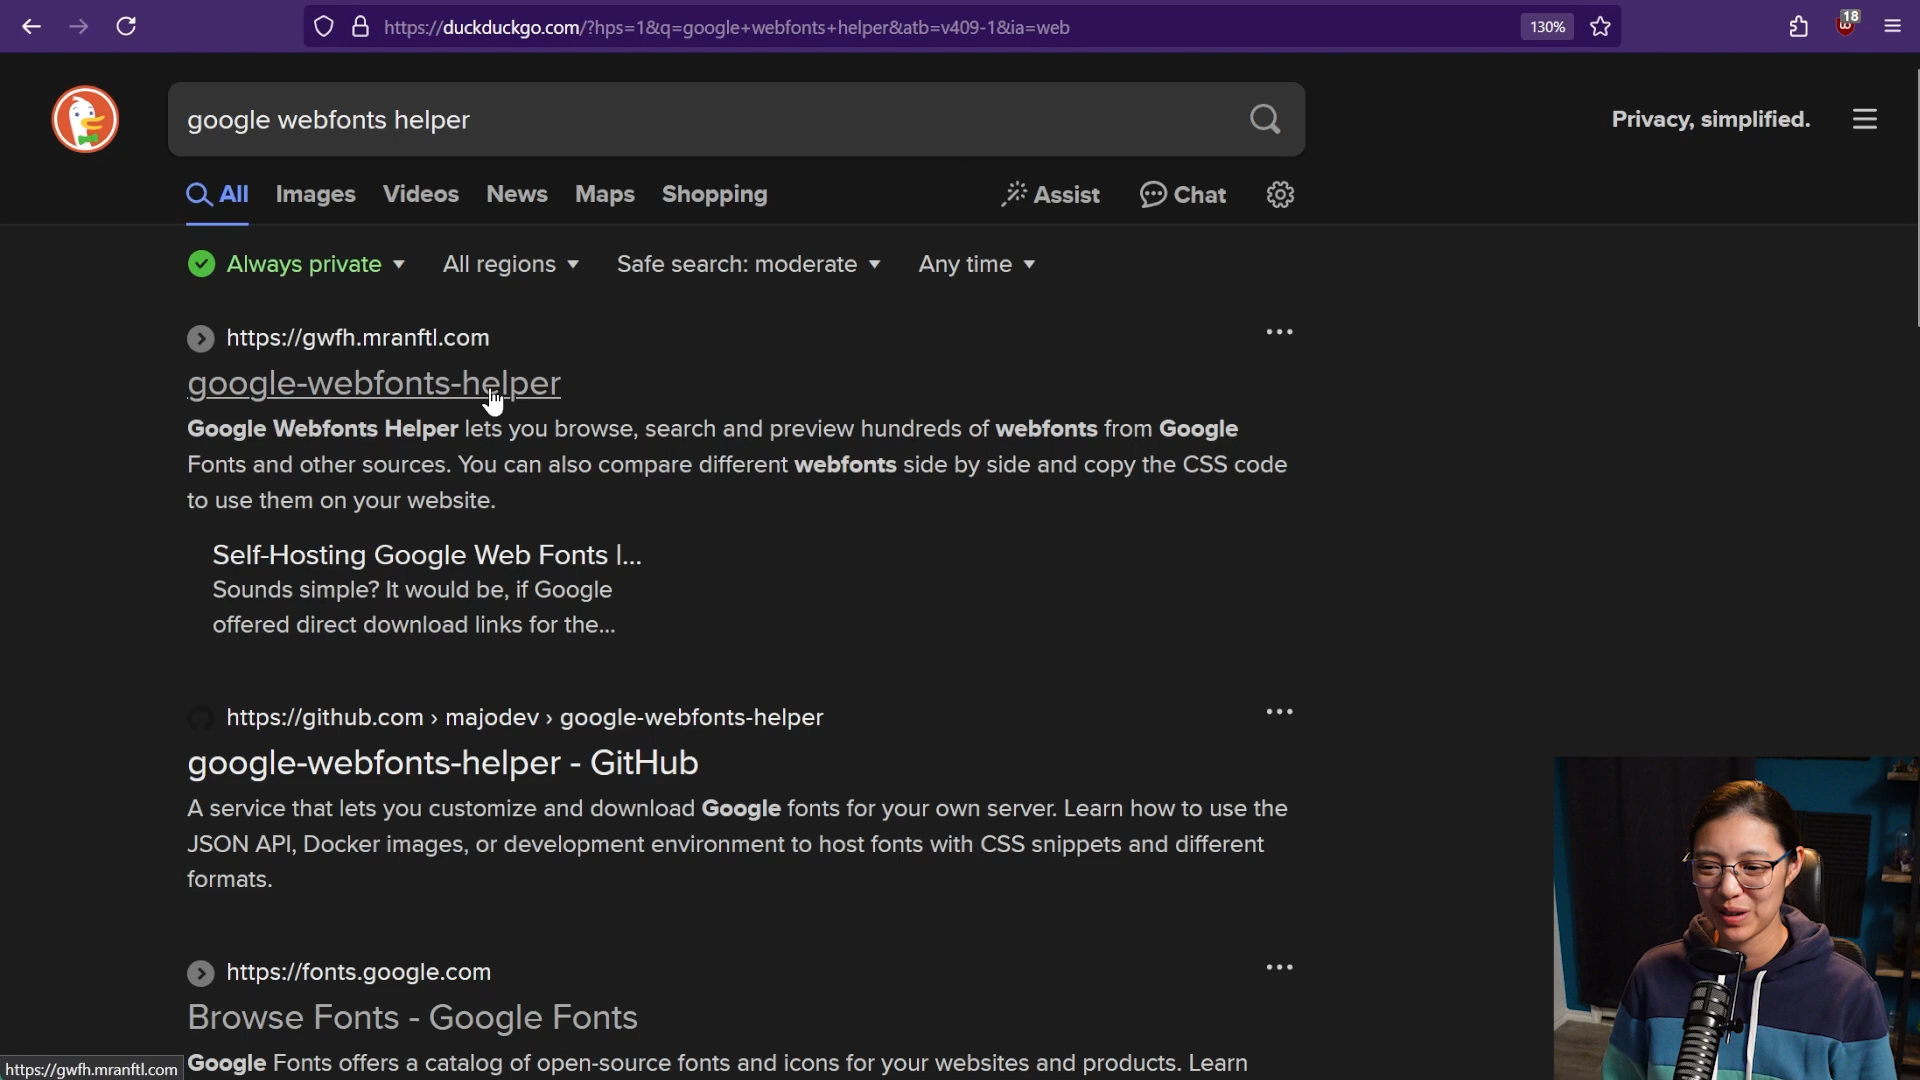 https://duckduckgo.com/?hps=1&q=google+webfonts+helper&atb=v409-1&ia=web
130%
18
google webfonts helper
Privacy, simplified.
All Images Videos News Maps Shopping Assist Chat
Always private All regions Safe search: moderate Any time
https://gwfh.mranftl.com
google-webfonts-helper
Google Webfonts Helper lets you browse, search and preview hundreds of webfonts from Google
Fonts and other sources. You can also compare different webfonts side by side and copy the CSS code
to use them on your website.
Self-Hosting Google Web Fonts |...
Sounds simple? It would be, if Google
offered direct download links for the...
https://github.com › majodev › google-webfonts-helper
google-webfonts-helper - GitHub
A service that lets you customize and download Google fonts for your own server. Learn how to use the
JSON API, Docker images, or development environment to host fonts with CSS snippets and different
formats.
https://fonts.google.com
Browse Fonts - Google Fonts
Google Fonts offers a catalog of open-source fonts and icons for your websites and products. Learn
https://gwfh.mranftl.com